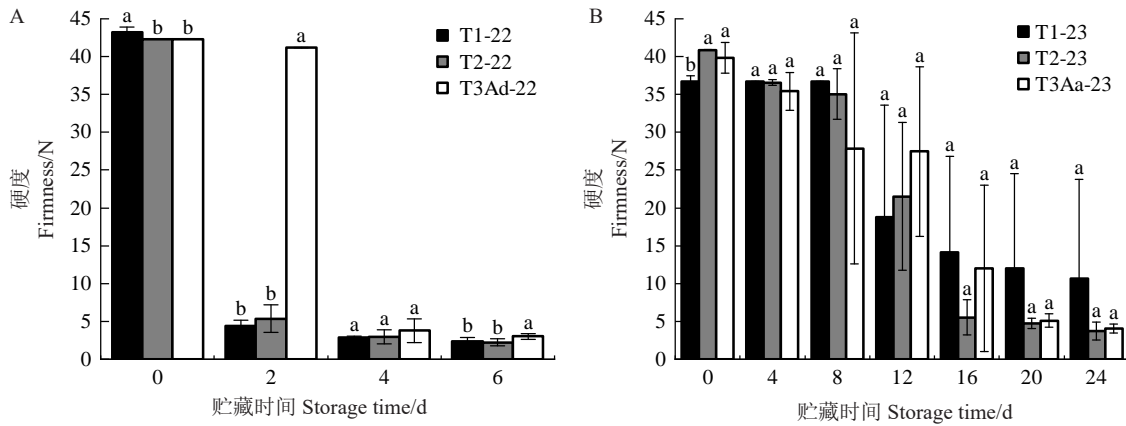 A
45
40
35
30
25
20
15
10
5
0
硬度
Firmness/N
a b b
b b a
a a a
b b a
T1-22
T2-22
T3Ad-22
0 2 4 6
贮藏时间 Storage time/d
B
45
40
35
30
25
20
15
10
5
0
硬度
Firmness/N
b a a
a a a
a a a
a a a
a a a
a a a
a a a
T1-23
T2-23
T3Aa-23
0 4 8 12 16 20 24
贮藏时间 Storage time/d